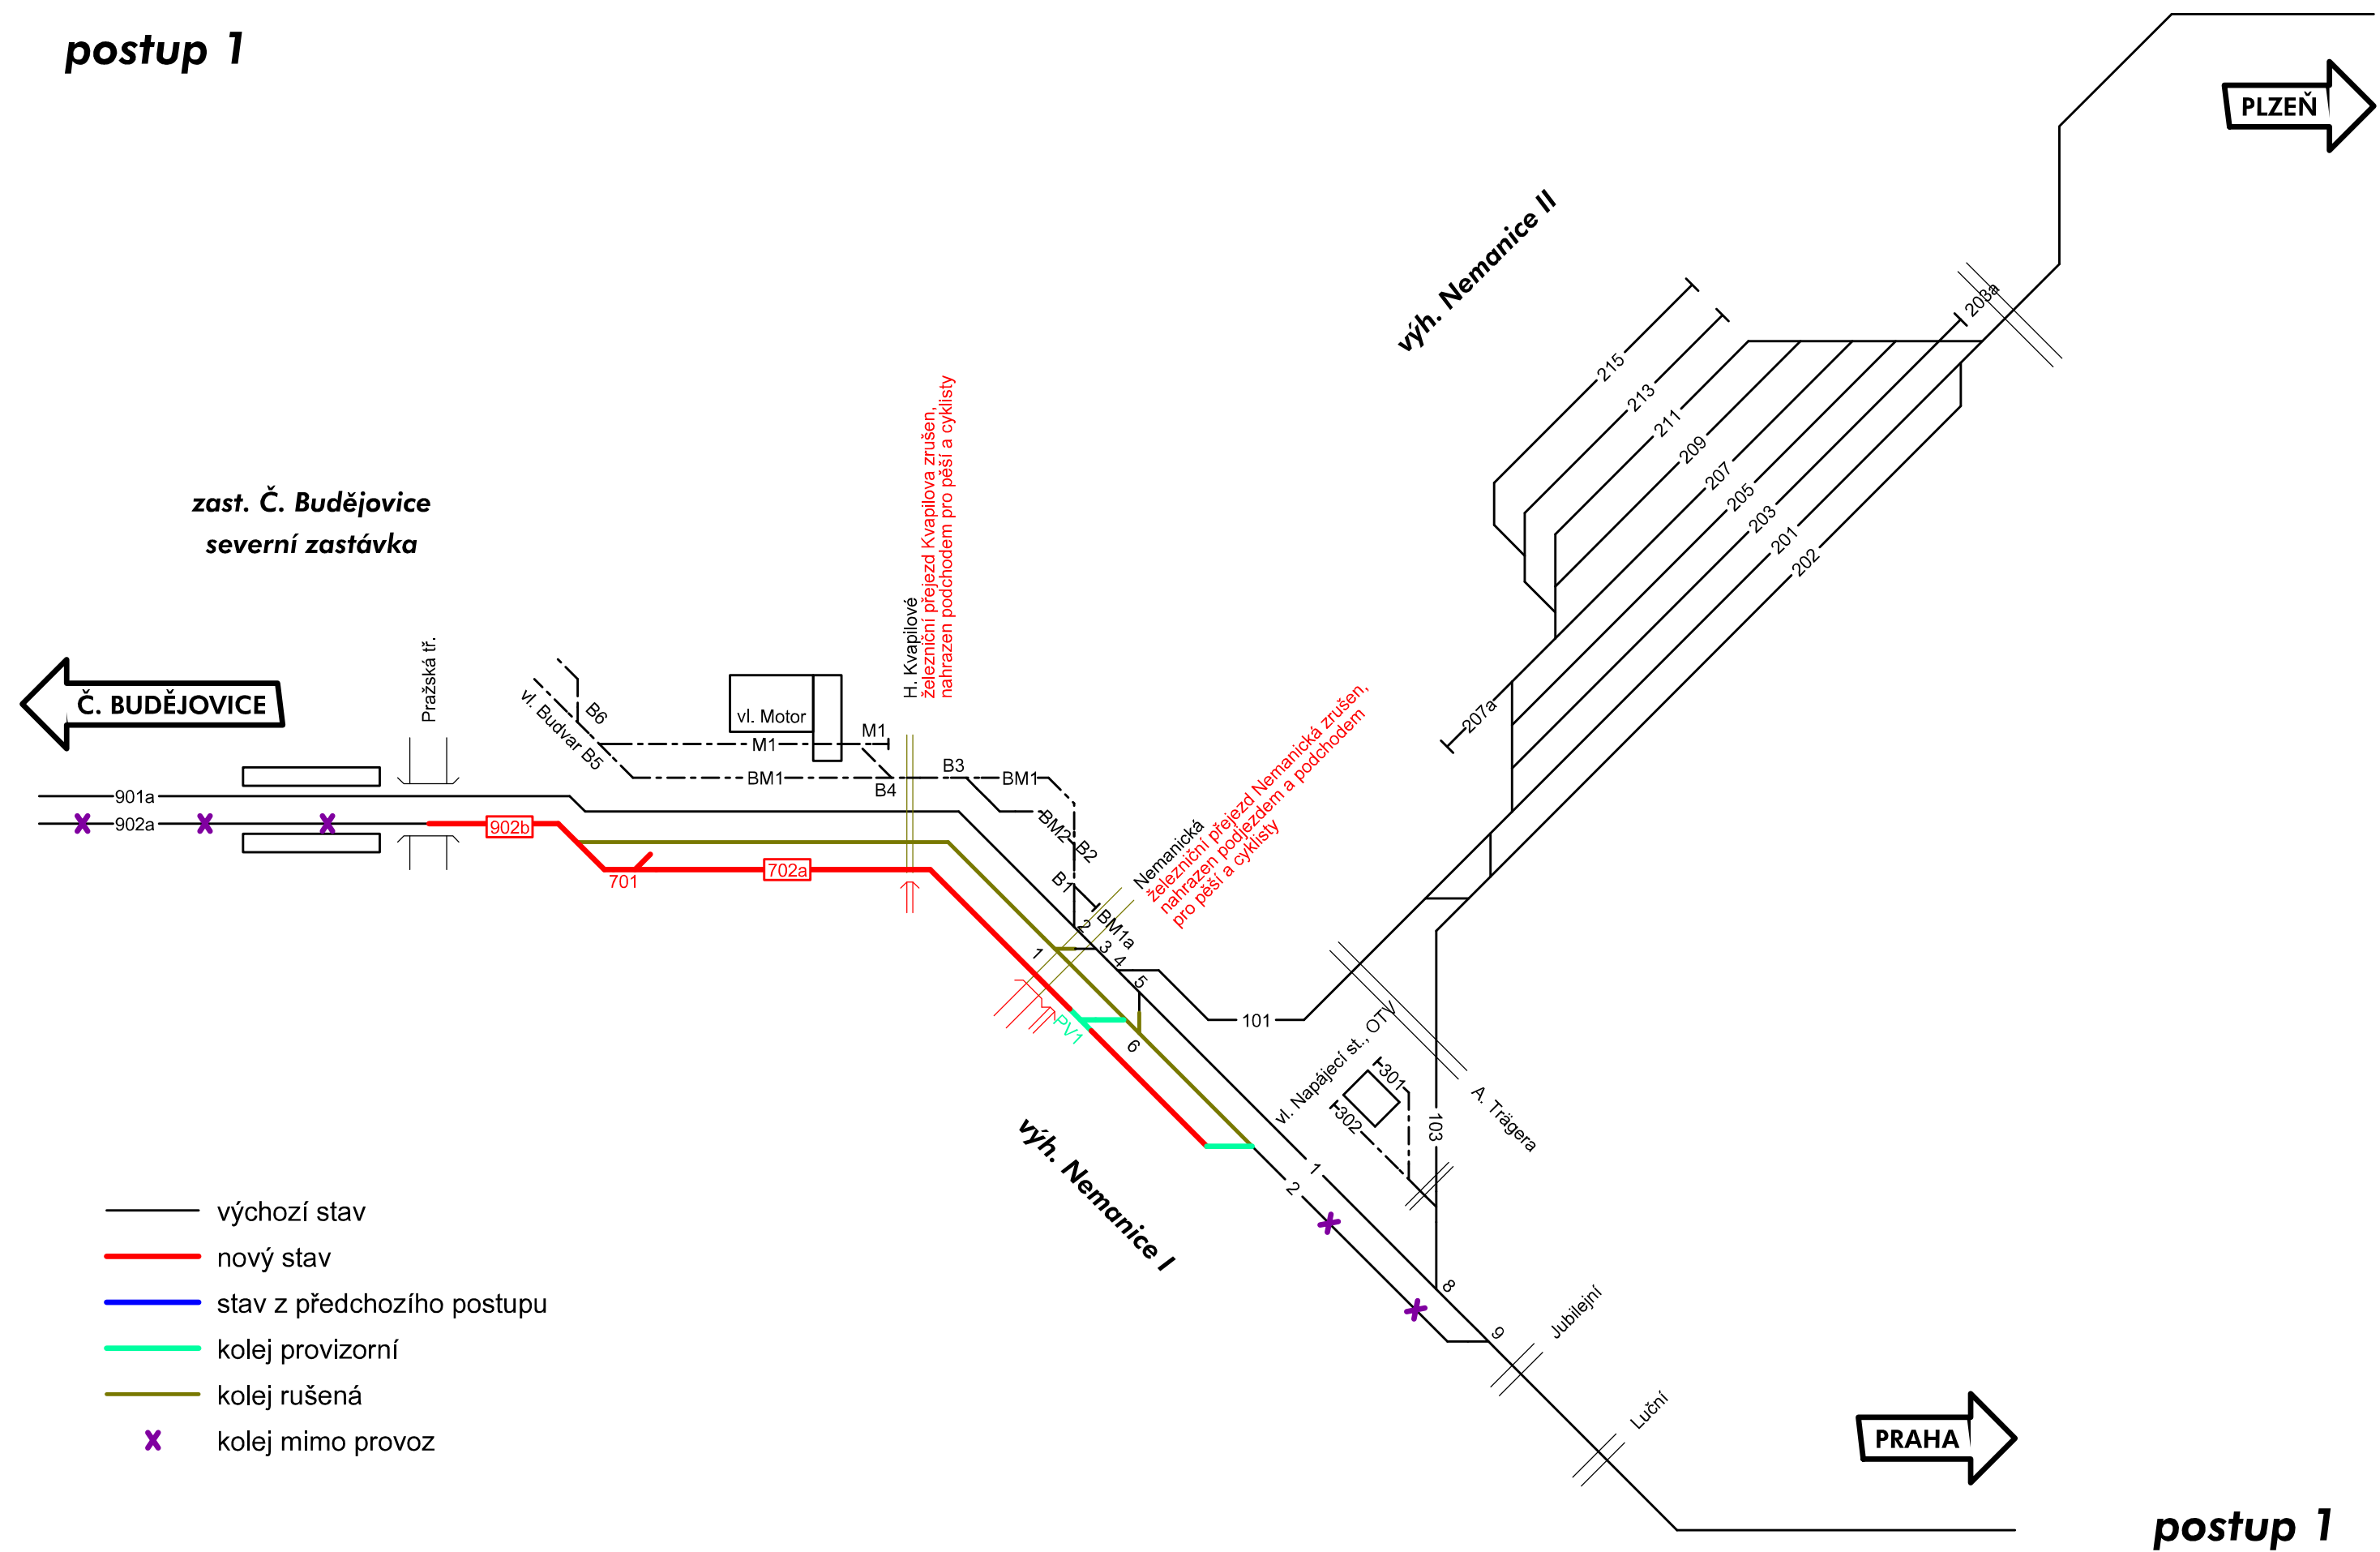 postup 1
PLZEŇ
výh. Nemanice II
203a
215
213
211
209
207
205
203
201
202
207a
zast. Č. Budějovice
severní zastávka
Č. BUDĚJOVICE
Pražská tř.
H. Kvapilové
železniční přejezd Kvapilova zrušen,
nahrazen podchodem pro pěší a cyklisty
B6
vl. Budvar B5
vl. Motor
M1
M1
BM1
B4
B3
BM1
BM2
B2
B1
BM1a
901a
902a
902b
701
702a
Nemanická
železniční přejezd Nemanická zrušen,
nahrazen podjezdem a podchodem
pro pěší a cyklisty
1
2
3
4
5
6
PV1
101
vl. Napájecí st., OTV
301
302
103
A. Trägera
výh. Nemanice I
1
2
8
9
Jubilejní
Luční
PRAHA
výchozí stav
nový stav
stav z předchozího postupu
kolej provizorní
kolej rušená
kolej mimo provoz
postup 1